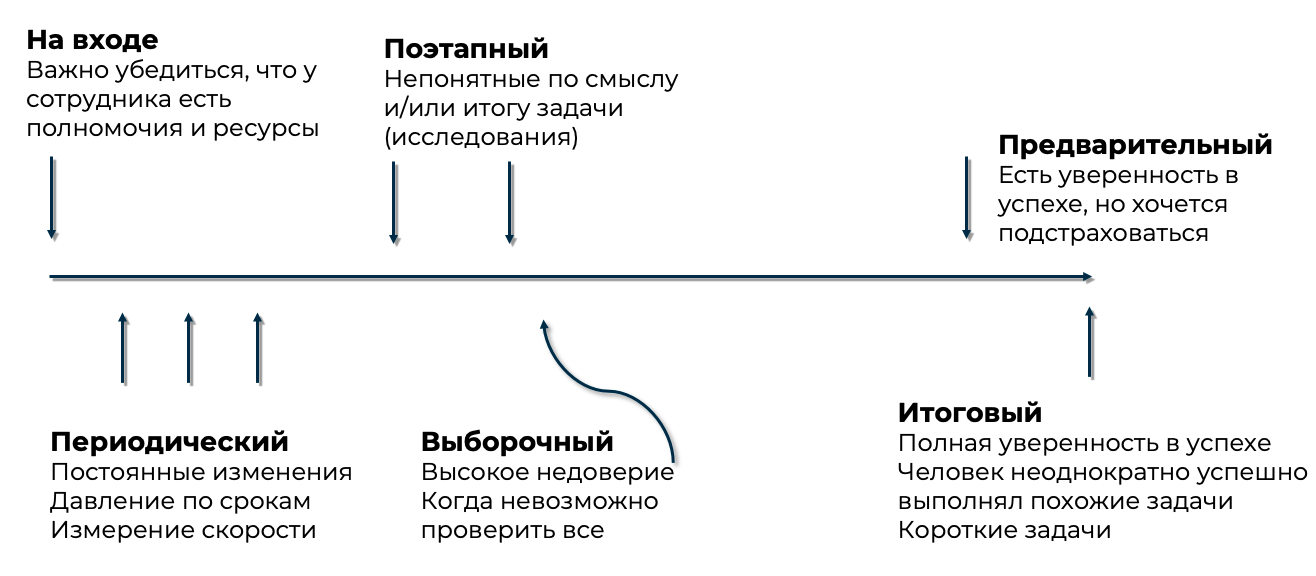 На входе
Важно убедиться, что у
сотрудника есть
полномочия и ресурсы
Поэтапный
Непонятные по смыслу
и/или итогу задачи
(исследования)
Предварительный
Есть уверенность в
успехе, но хочется
подстраховаться
Периодический
Постоянные изменения
Давление по срокам
Измерение скорости
Выборочный
Высокое недоверие
Когда невозможно
проверить все
Итоговый
Полная уверенность в успехе
Человек неоднократно успешно
выполнял похожие задачи
Короткие задачи